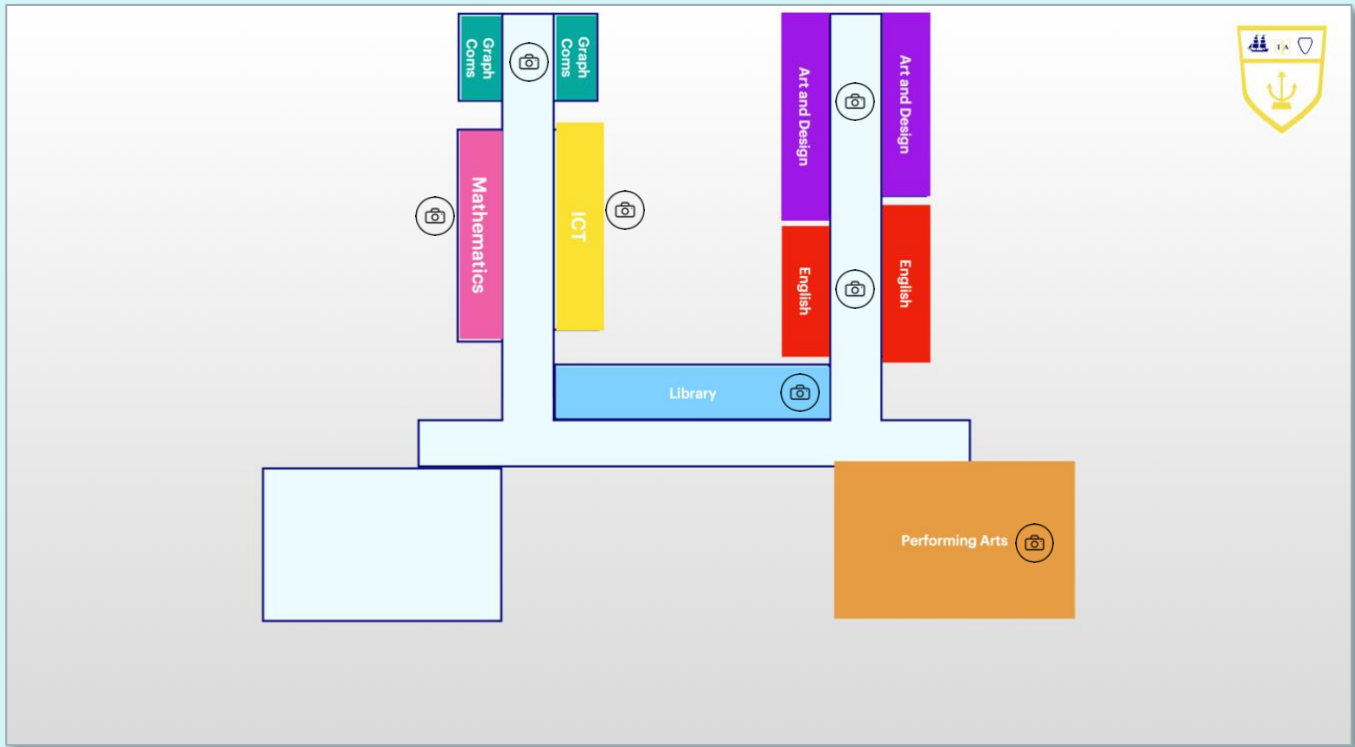 Graph
Coms
Graph
Coms
Mathematics
ICT
Art and Design
Art and Design
English
English
Library
Performing Arts
I A